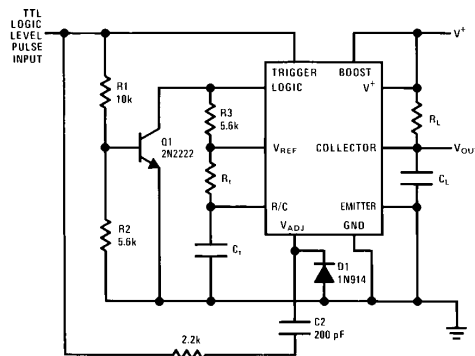 TTL
LOGIC
LEVEL
PULSE
INPUT
R1
10k
Q1
2N2222
R2
5.6k
R3
5.6k
Rt
Ct
TRIGGER
BOOST
LOGIC
V+
VREF
COLLECTOR
R/C
EMITTER
VADJ
GND
D1
1N914
C2
200 pF
2.2k
V+
RL
VOUT
CL